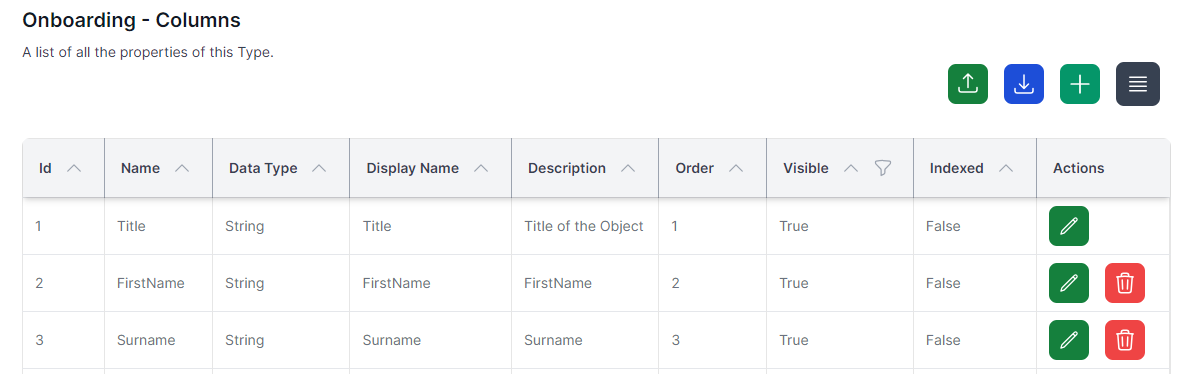 Onboarding - Columns
A list of all the properties of this Type.
Id Name Data Type Display Name Description Order Visible Indexed Actions
1 Title String Title Title of the Object 1 True False
2 FirstName String FirstName FirstName 2 True False
3 Surname String Surname Surname 3 True False